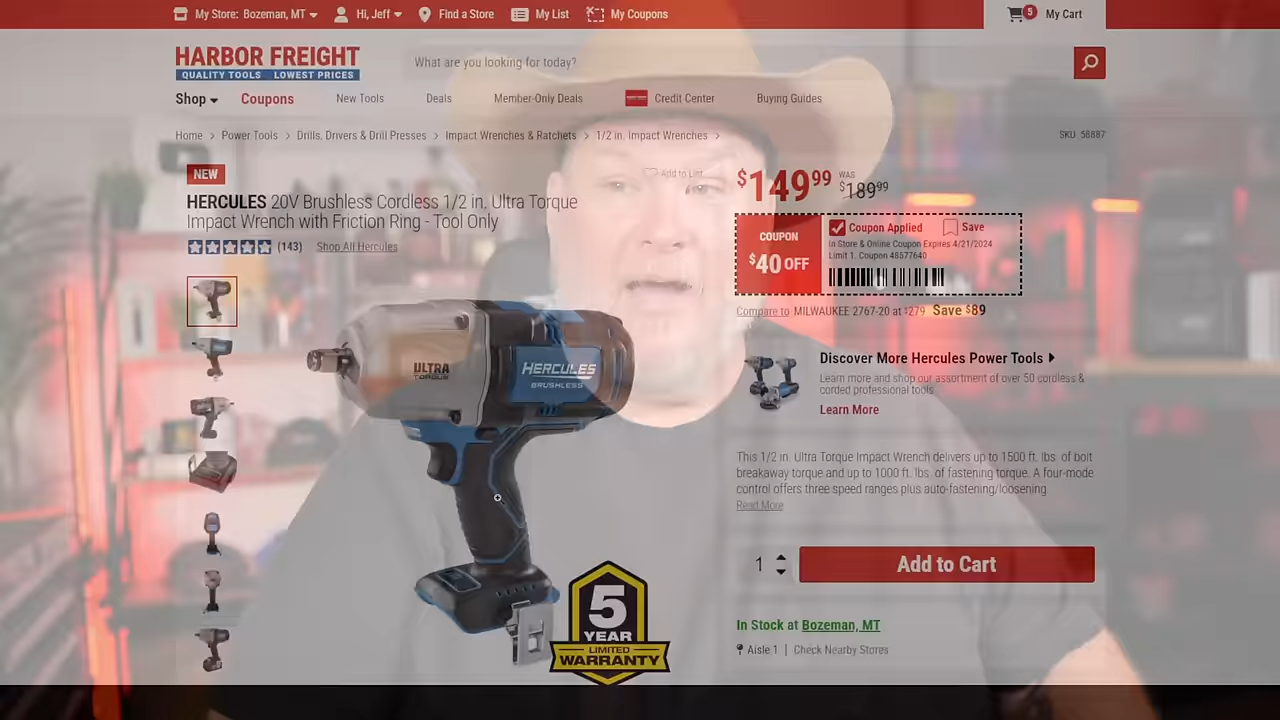 My Store: Bozeman, MT
Hi, Jeff
Find a Store
My List
My Coupons
5
My Cart
HARBOR FREIGHT
QUALITY TOOLS LOWEST PRICES
What are you looking for today?
Shop
Coupons
New Tools
Deals
Member-Only Deals
Credit Center
Buying Guides
Home > Power Tools > Drills, Drivers & Drill Presses > Impact Wrenches & Ratchets > 1/2 in. Impact Wrenches >
SKU 58887
NEW
HERCULES 20V Brushless Cordless 1/2 in. Ultra Torque
Impact Wrench with Friction Ring - Tool Only
(143)
Shop All Hercules
Add to List
ULTRA
TORQUE
HERCULES
BRUSHLESS
5
YEAR
LIMITED
WARRANTY
$149.99
WAS
$189.99
COUPON
$40 OFF
Coupon Applied
Save
In Store & Online Coupon Expires 4/21/2024
Limit 1. Coupon 48577640
Compare to MILWAUKEE 2767-20 at $279 Save $89
Discover More Hercules Power Tools
Learn more and shop our assortment of over 50 cordless &
corded professional tools
Learn More
This 1/2 in. Ultra Torque Impact Wrench delivers up to 1500 ft. lbs. of bolt
breakaway torque and up to 1000 ft. lbs. of fastening torque. A four-mode
control offers three speed ranges plus auto-fastening/loosening.
Read More
1
Add to Cart
In Stock at Bozeman, MT
Aisle 1 | Check Nearby Stores